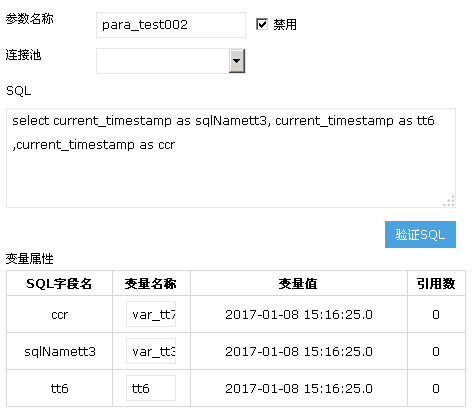 参数名称 para_test002 禁用
连接池
SQL
select current_timestamp as sqlNamett3, current_timestamp as tt6
,current_timestamp as ccr
验证SQL
变量属性
SQL字段名 变量名称 变量值 引用数
ccr var_tt7 2017-01-08 15:16:25.0 0
sqlNamett3 var_tt3 2017-01-08 15:16:25.0 0
tt6 tt6 2017-01-08 15:16:25.0 0